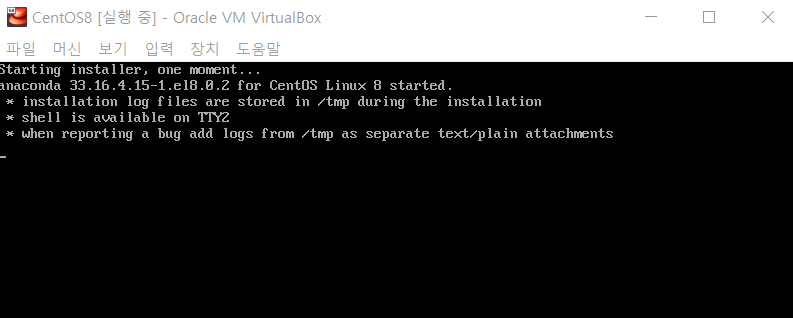 CentOS8 [실행 중] - Oracle VM VirtualBox
파일 머신 보기 입력 장치 도움말
Starting installer, one moment...
anaconda 33.16.4.15-1.el8.0.2 for CentOS Linux 8 started.
* installation log files are stored in /tmp during the installation
* shell is available on TTY2
* when reporting a bug add logs from /tmp as separate text/plain attachments